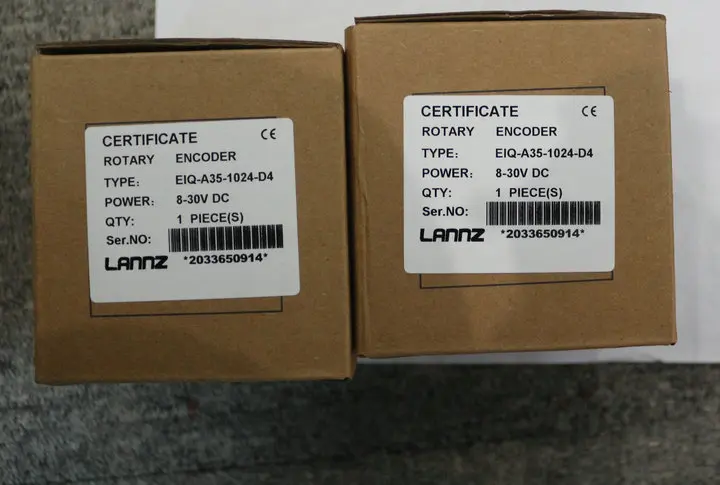 CERTIFICATE CE
ROTARY ENCODER
TYPE: EIQ-A35-1024-D4
POWER: 8-30V DC
QTY: 1 PIECE(S)
Ser.NO:
LANNZ *2033650914*
CERTIFICATE CE
ROTARY ENCODER
TYPE: EIQ-A35-1024-D4
POWER: 8-30V DC
QTY: 1 PIECE(S)
Ser.NO:
LANNZ *2033650914*